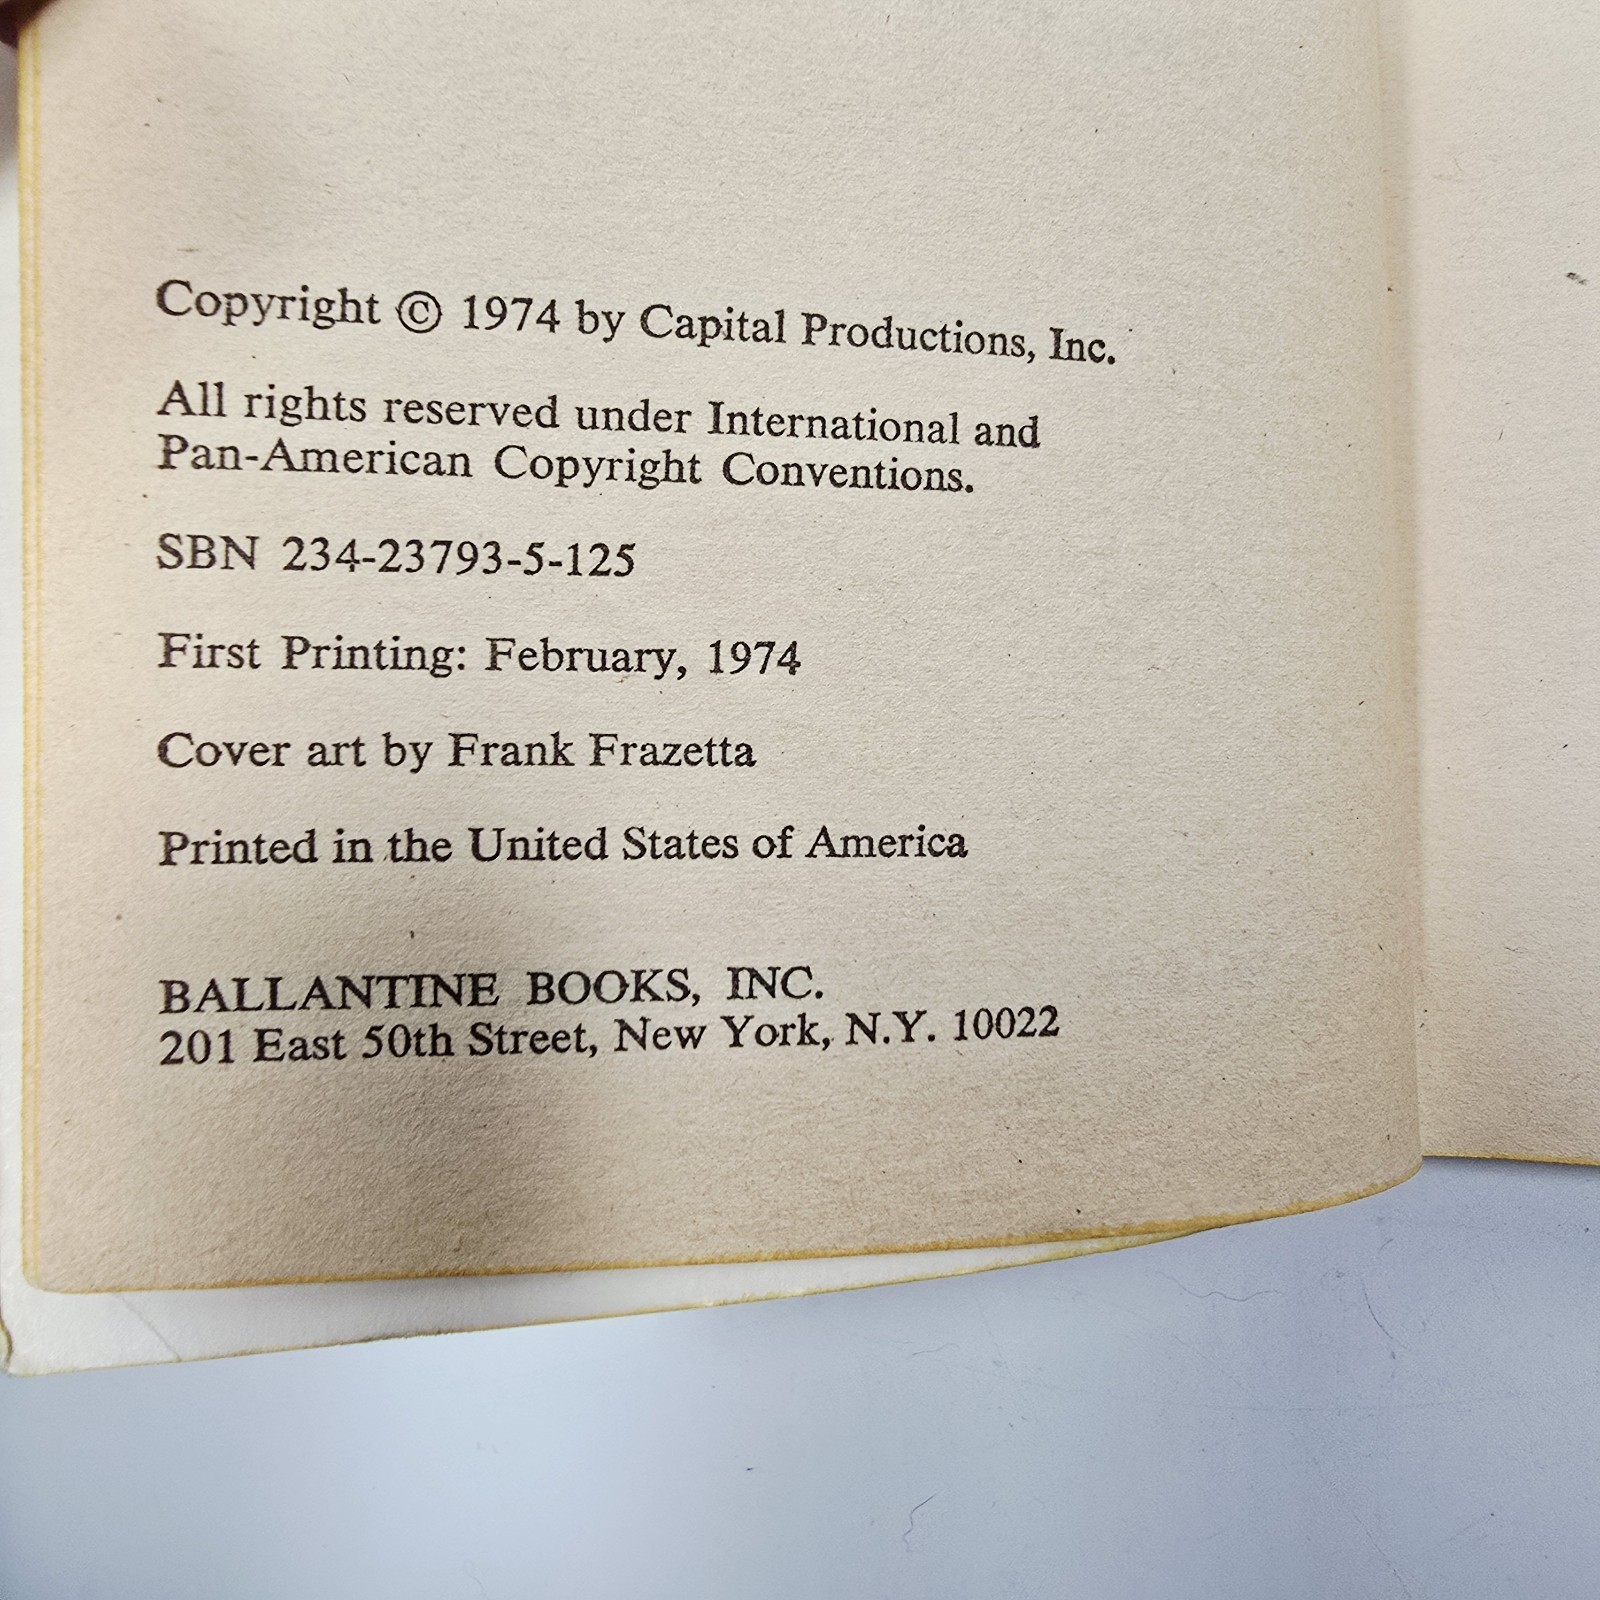 Copyright © 1974 by Capital Productions, Inc.
All rights reserved under International and
Pan-American Copyright Conventions.
SBN 234-23793-5-125
First Printing: February, 1974
Cover art by Frank Frazetta
Printed in the United States of America
BALLANTINE BOOKS, INC.
201 East 50th Street, New York, N.Y. 10022